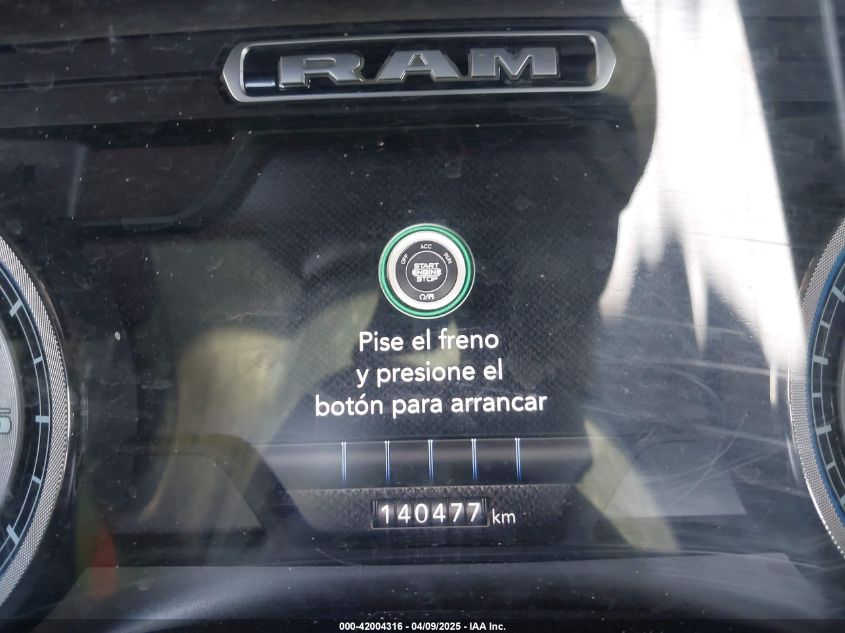 RAM
OFF ACC RUN
START
ENGINE
STOP
Pise el freno
y presione el
botón para arrancar
140477 km
000-42004316 - 04/09/2025 - IAA Inc.